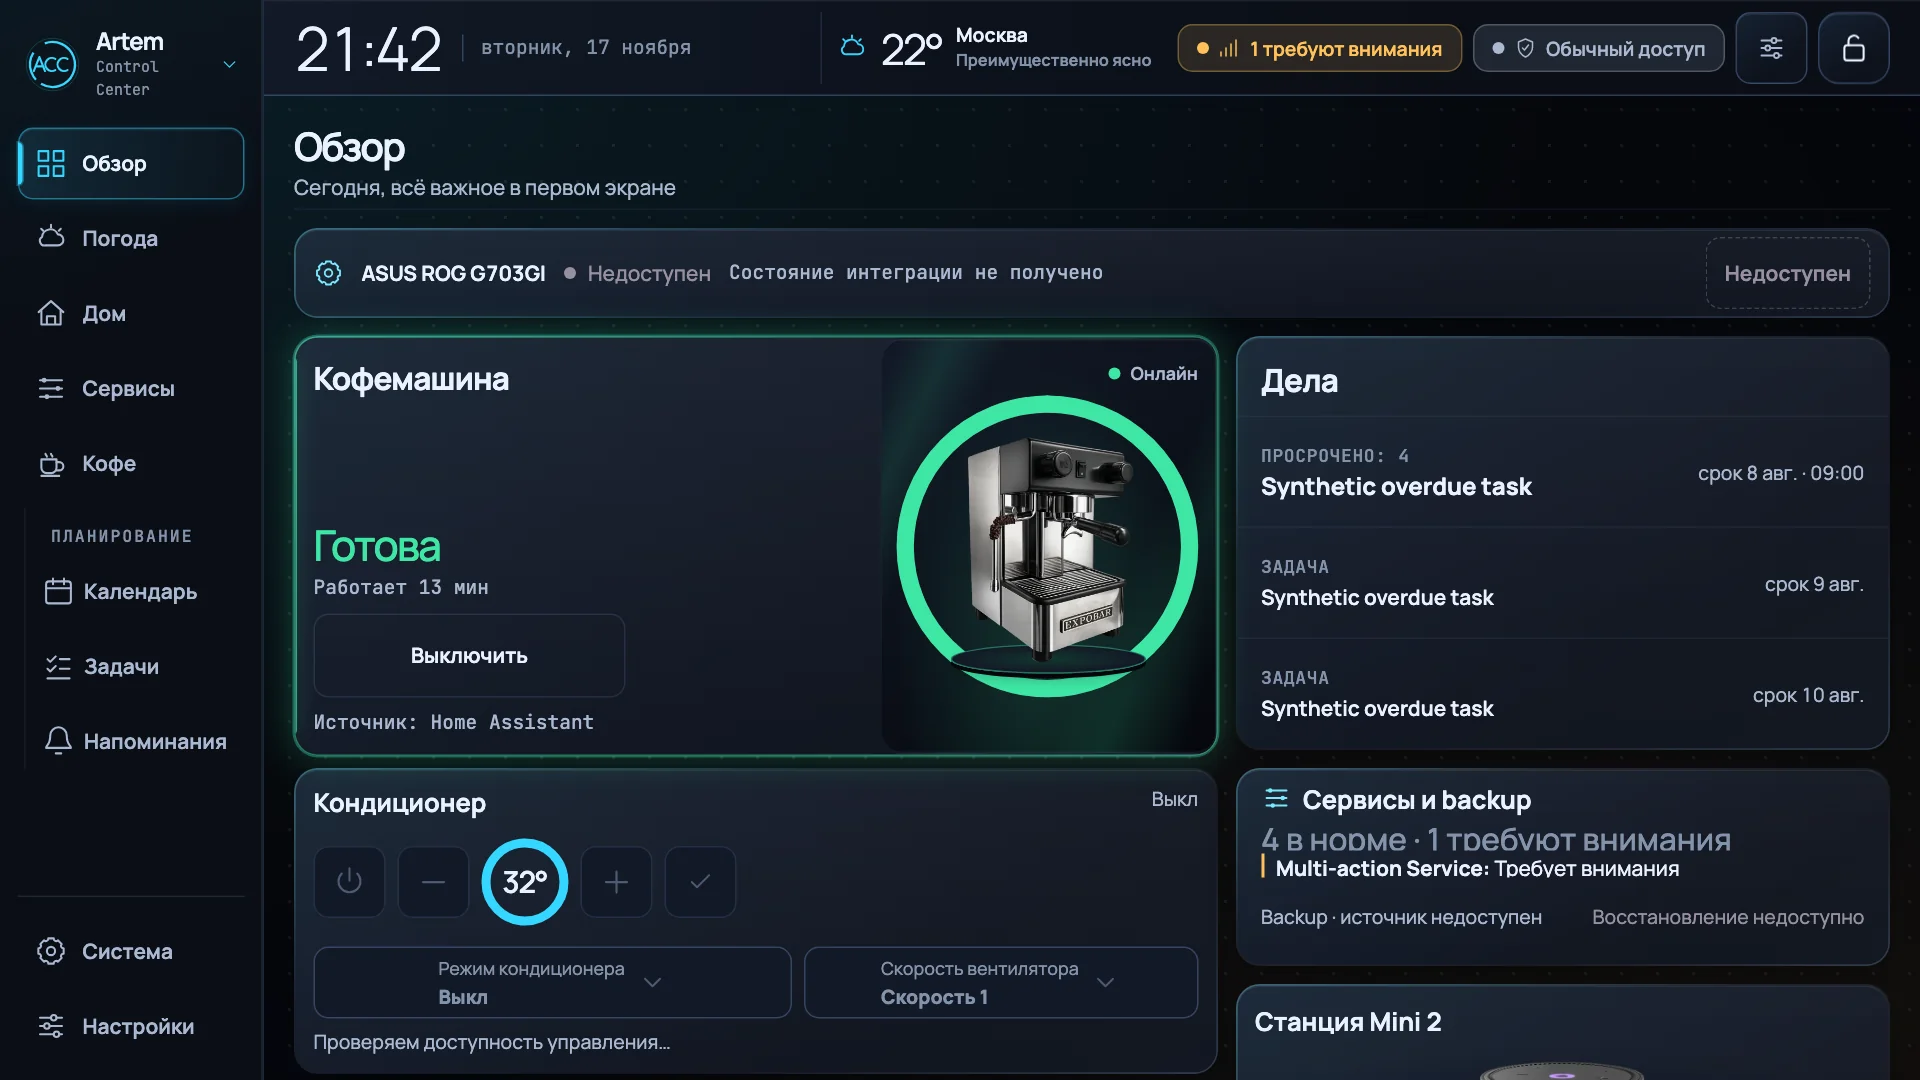 ACC
Artem
Control
Center
Обзор
Погода
Дом
Сервисы
Кофе
ПЛАНИРОВАНИЕ
Календарь
Задачи
Напоминания
Система
Настройки
21:42
вторник, 17 ноября
22°
Москва
Преимущественно ясно
1 требуют внимания
Обычный доступ
Обзор
Сегодня, всё важное в первом экране
ASUS ROG G703GI
Недоступен
Состояние интеграции не получено
Недоступен
Кофемашина
Онлайн
EXPOBAR
Готова
Работает 13 мин
Выключить
Источник: Home Assistant
Дела
ПРОСРОЧЕНО: 4
Synthetic overdue task
срок 8 авг. · 09:00
ЗАДАЧА
Synthetic overdue task
срок 9 авг.
ЗАДАЧА
Synthetic overdue task
срок 10 авг.
Кондиционер
Выкл
32°
Режим кондиционера
Выкл
Скорость вентилятора
Скорость 1
Проверяем доступность управления…
Сервисы и backup
4 в норме · 1 требуют внимания
Multi-action Service: Требует внимания
Backup · источник недоступен
Восстановление недоступно
Станция Mini 2